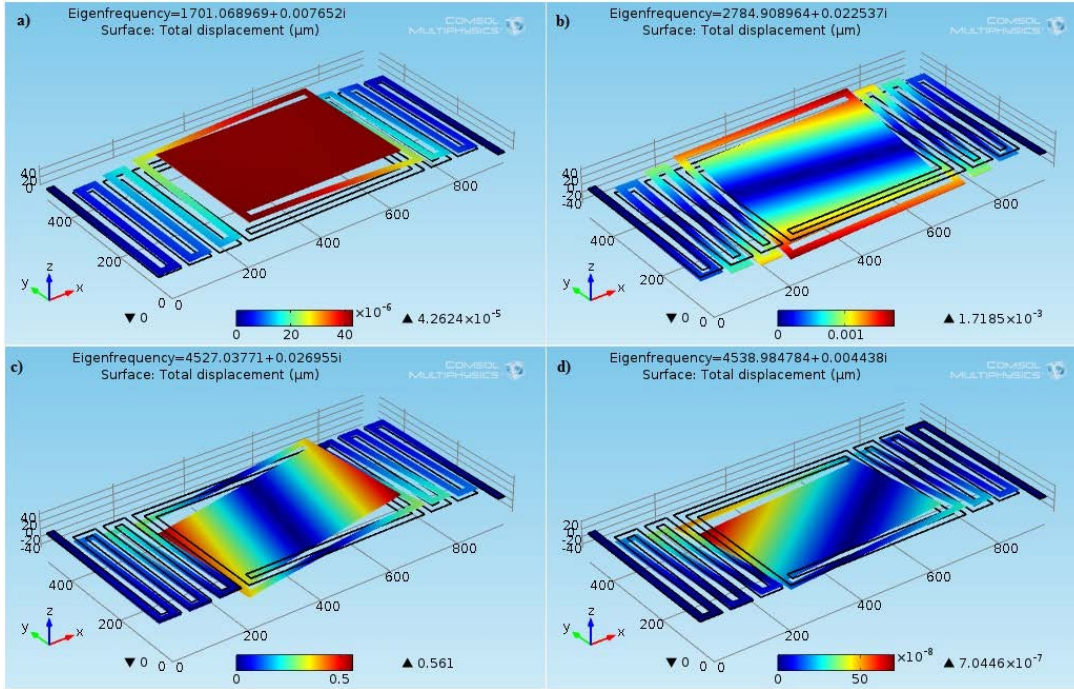 a)
Eigenfrequency=1701.068969+0.007652i
Surface: Total displacement (µm)
COMSOL
MULTIPHYSICS
40
20
0
400
200
0
0
200
400
600
800
z
y
x
▼ 0
0
20
40
×10⁻⁶
▲ 4.2624×10⁻⁵
b)
Eigenfrequency=2784.908964+0.022537i
Surface: Total displacement (µm)
COMSOL
MULTIPHYSICS
40
20
0
-20
-40
400
200
0
0
200
400
600
800
z
y
x
▼ 0
0
0.001
▲ 1.7185×10⁻³
c)
Eigenfrequency=4527.03771+0.026955i
Surface: Total displacement (µm)
COMSOL
MULTIPHYSICS
40
20
0
-20
-40
400
200
0
0
200
400
600
800
z
y
x
▼ 0
0
0.5
▲ 0.561
d)
Eigenfrequency=4538.984784+0.004438i
Surface: Total displacement (µm)
COMSOL
MULTIPHYSICS
20
0
-20
400
200
0
0
200
400
600
800
z
y
x
▼ 0
0
50
×10⁻⁸
▲ 7.0446×10⁻⁷